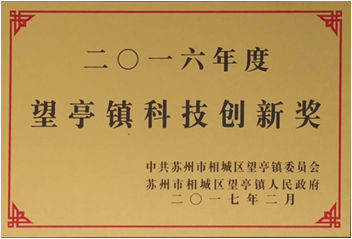 二〇一六年度
望亭镇科技创新奖
中共苏州市相城区望亭镇委员会
苏州市相城区望亭镇人民政府
二〇一七年二月